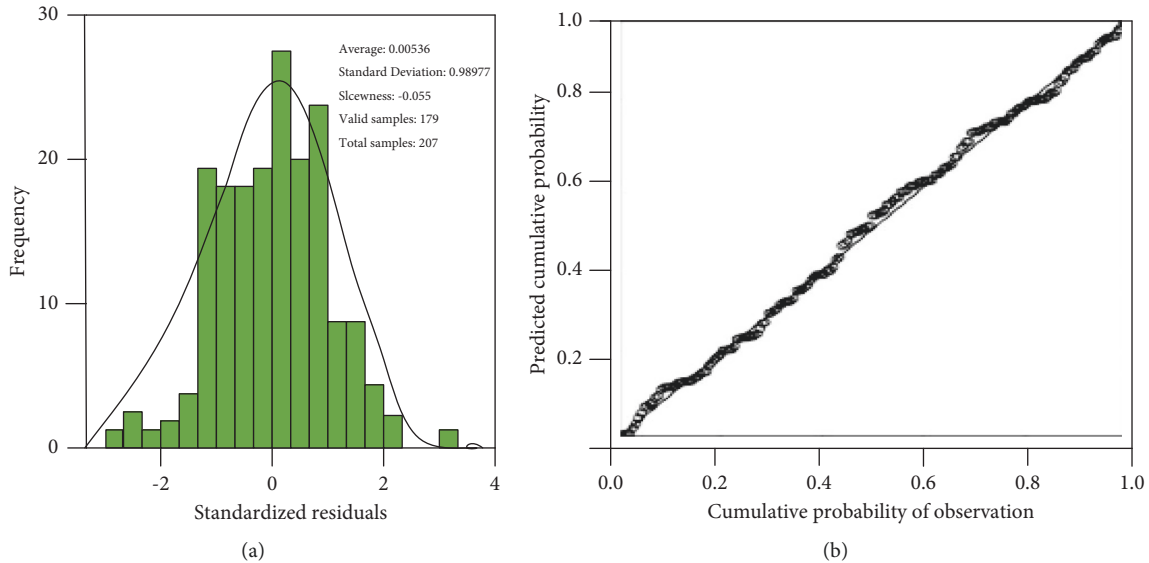 30
20
10
0
Frequency
Average: 0.00536
Standard Deviation: 0.98977
Slcewness: -0.055
Valid samples: 179
Total samples: 207
-2
0
2
4
Standardized residuals
(a)
1.0
0.8
0.6
0.4
0.2
Predicted cumulative probability
0.0
0.2
0.4
0.6
0.8
1.0
Cumulative probability of observation
(b)